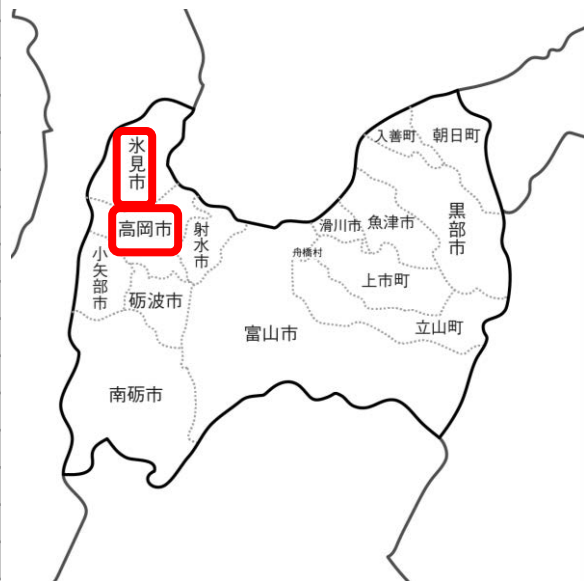 氷見市
高岡市
射水市
小矢部市
砺波市
南砺市
富山市
入善町
朝日町
黒部市
魚津市
滑川市
舟橋村
上市町
立山町